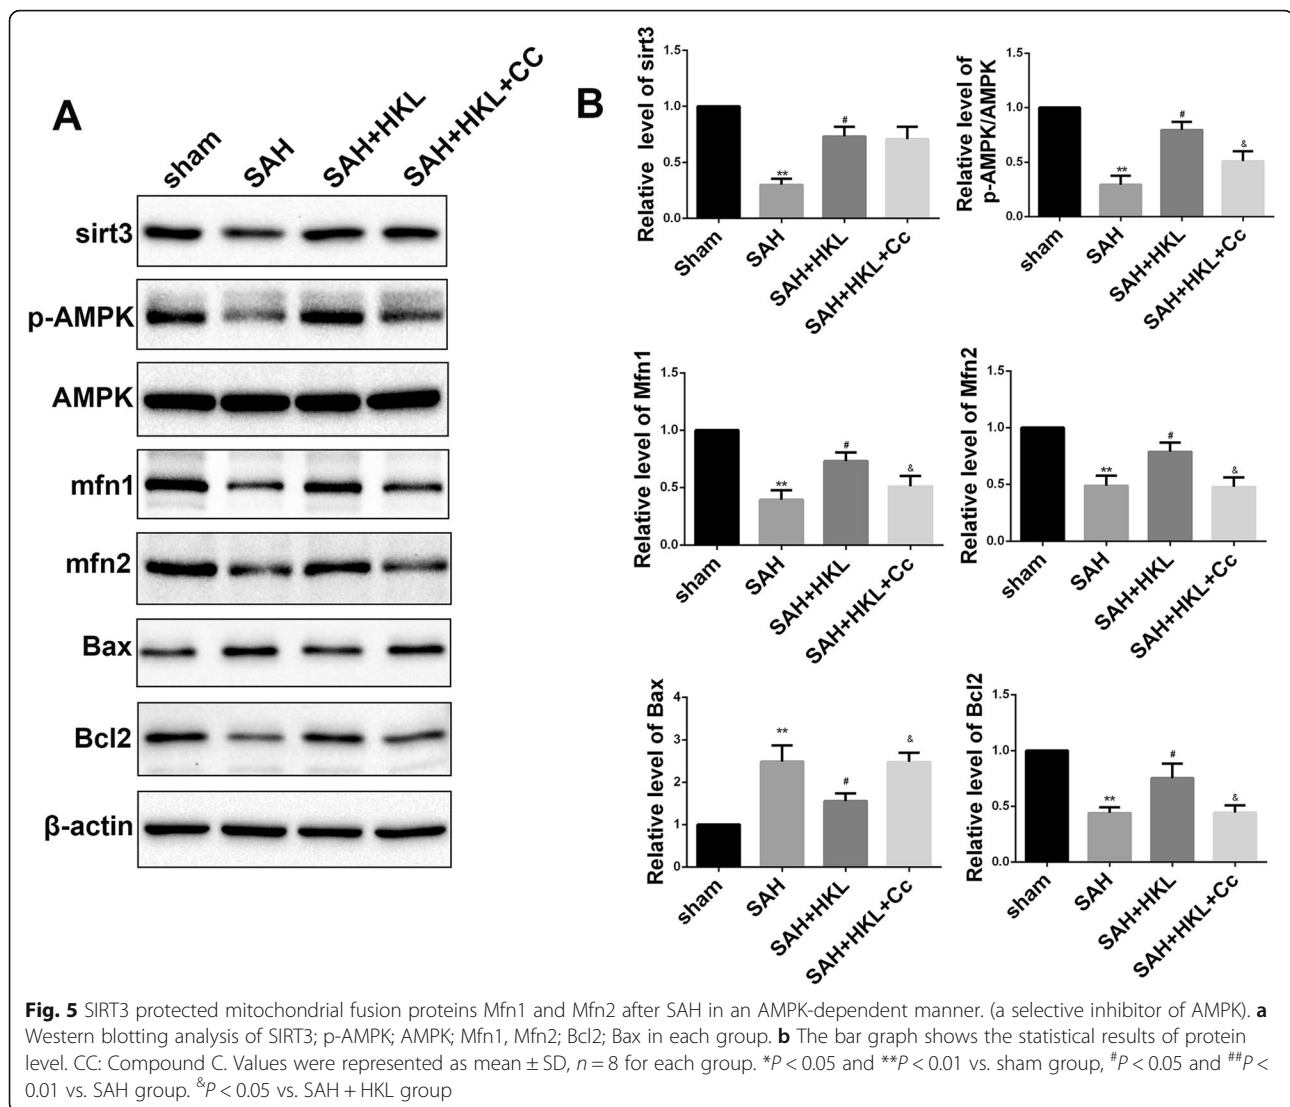 A
sham
SAH
SAH+HKL
SAH+HKL+CC
sirt3
p-AMPK
AMPK
mfn1
mfn2
Bax
Bcl2
β-actin
B
Relative level of sirt3
1.5
1.0
0.5
0.0
**
#
Sham
SAH
SAH+HKL
SAH+HKL+Cc
Relative level of
p-AMPK/AMPK
1.5
1.0
0.5
0.0
**
#
&
Sham
SAH
SAH+HKL
SAH+HKL+Cc
Relative level of Mfn1
1.5
1.0
0.5
0.0
**
#
&
sham
SAH
SAH+HKL
SAH+HKL+Cc
Relative level of Mfn2
1.5
1.0
0.5
0.0
**
#
&
sham
SAH
SAH+HKL
SAH+HKL+Cc
Relative level of Bax
4
3
2
1
0
**
#
&
sham
SAH
SAH+HKL
SAH+HKL+Cc
Relative level of Bcl2
1.5
1.0
0.5
0.0
**
#
&
sham
SAH
SAH+HKL
SAH+HKL+Cc
Fig. 5 SIRT3 protected mitochondrial fusion proteins Mfn1 and Mfn2 after SAH in an AMPK-dependent manner. (a selective inhibitor of AMPK). a
Western blotting analysis of SIRT3; p-AMPK; AMPK; Mfn1, Mfn2; Bcl2; Bax in each group. b The bar graph shows the statistical results of protein
level. CC: Compound C. Values were represented as mean ± SD, n = 8 for each group. *P < 0.05 and **P < 0.01 vs. sham group, #P < 0.05 and ##P <
0.01 vs. SAH group. &P < 0.05 vs. SAH + HKL group